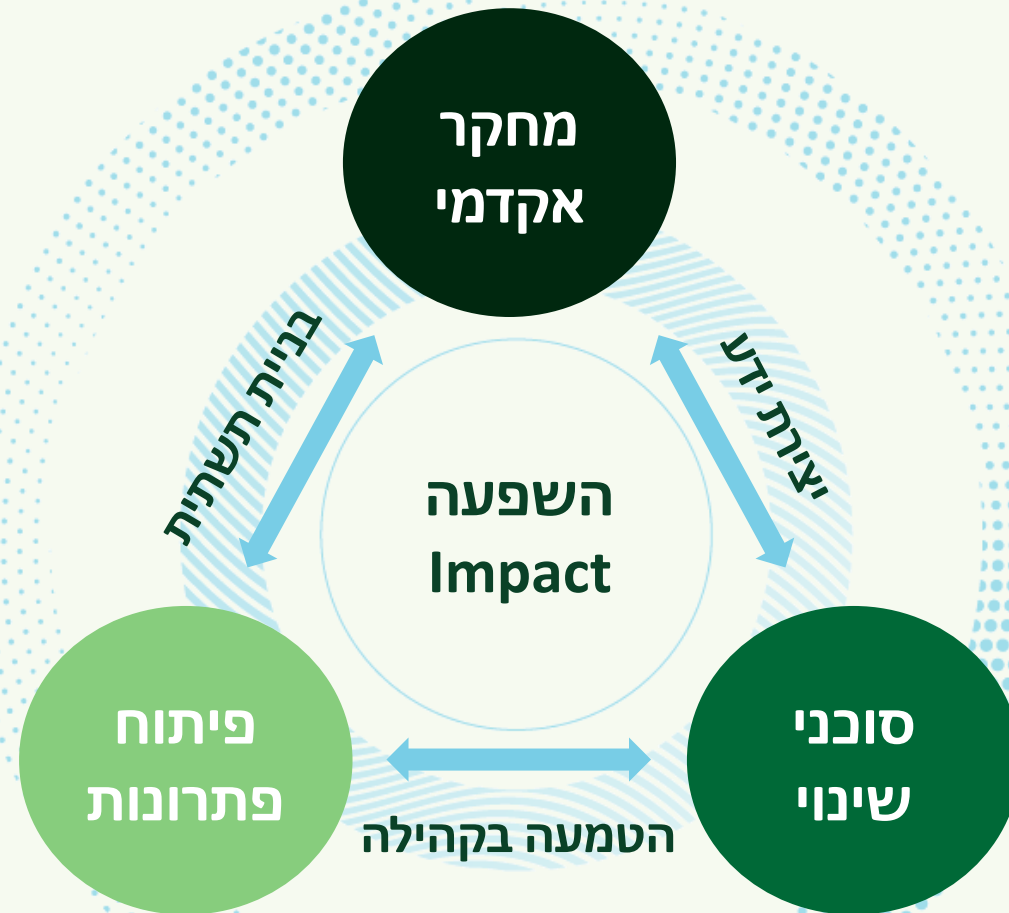 מחקר
אקדמי
בניית תשתית
יצירת ידע
השפעה
Impact
סוכני
שינוי
פיתוח
פתרונות
הטמעה בקהילה